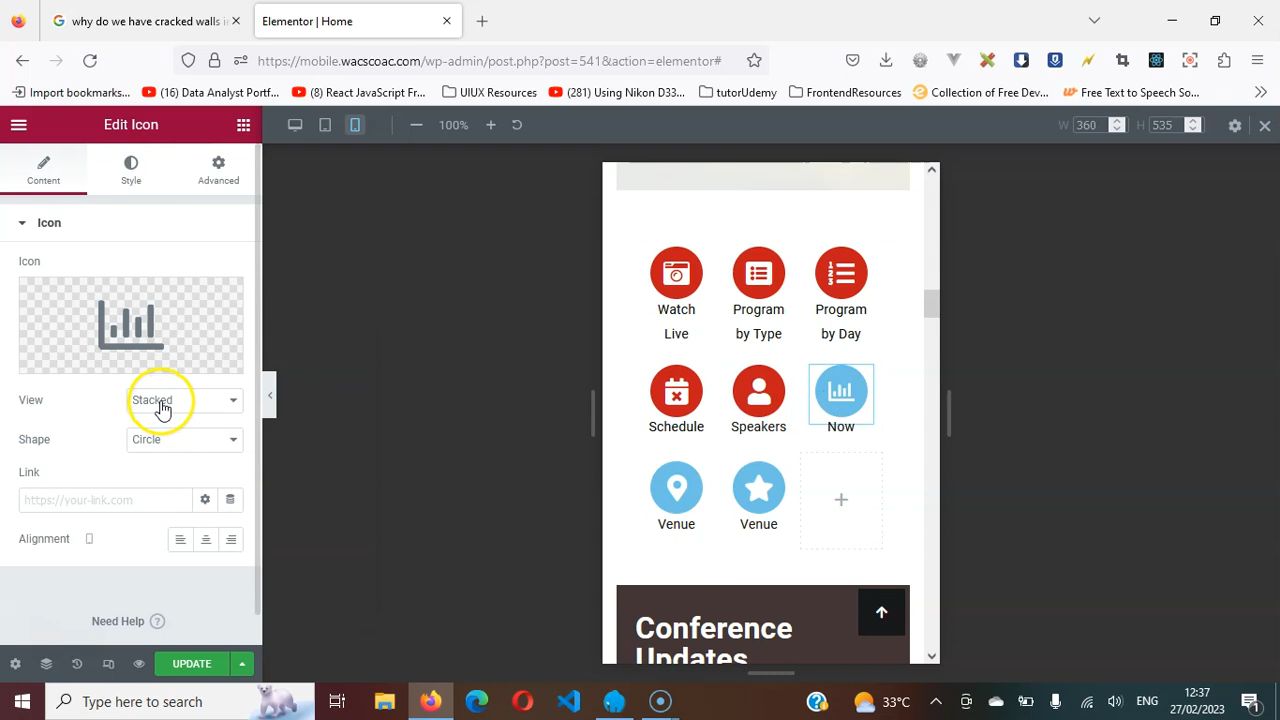 why do we have cracked walls i
Elementor | Home
https://mobile.wonscoac.com/wp-admin/post.php?post=541&action=elementor#
Import bookmarks...
(16) Data Analyst Portf...
(8) React JavaScript Fr...
UIUX Resources
(281) Using Nikon D33...
tutorUdemy
FrontendResources
Collection of Free Dev...
Free Text to Speech So...
Edit Icon
100%
W 360
H 535
Content
Style
Advanced
Icon
Icon
View
Stacked
Shape
Circle
Link
https://your-link.com
Alignment
Need Help
UPDATE
Watch
Live
Program
by Type
Program
by Day
Schedule
Speakers
Now
Venue
Venue
Conference
Updates
Type here to search
33°C
ENG
12:37
27/02/2023